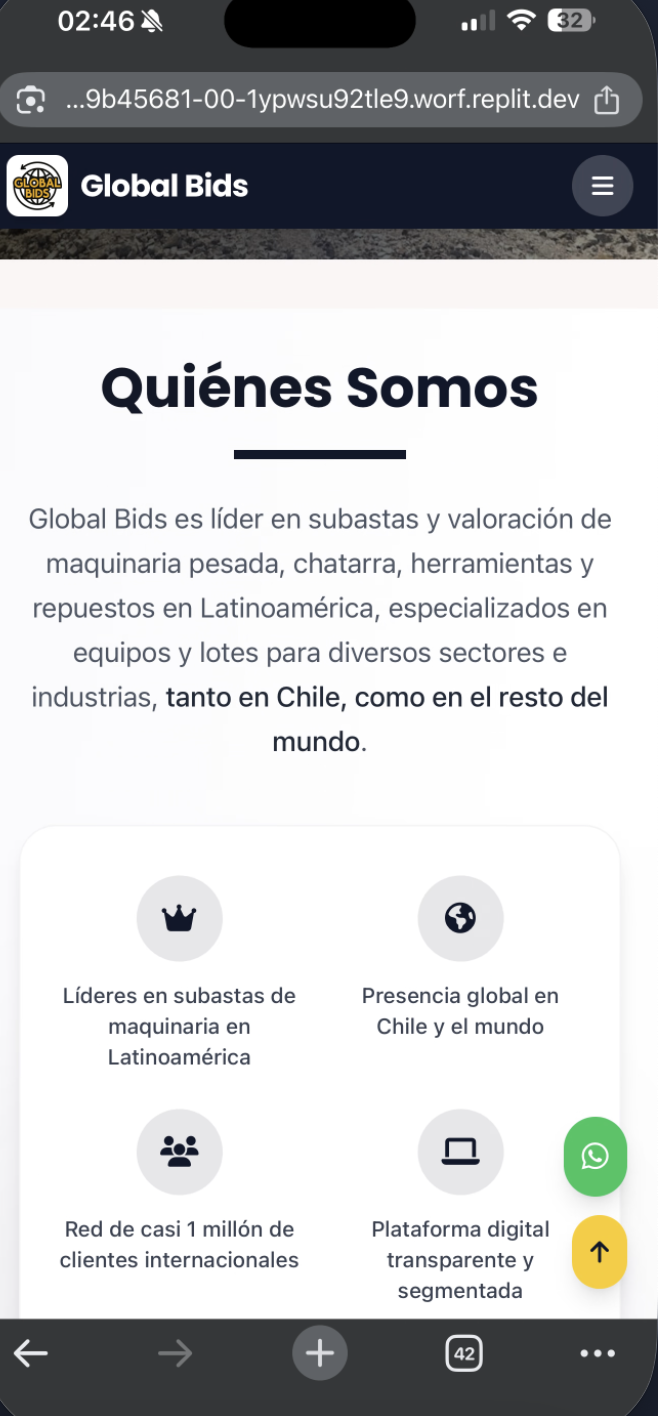 02:46
32
...9b45681-00-1ypwsu92tle9.worf.replit.dev
GLOBAL
BIDS
Global Bids
Quiénes Somos
Global Bids es líder en subastas y valoración de
maquinaria pesada, chatarra, herramientas y
repuestos en Latinoamérica, especializados en
equipos y lotes para diversos sectores e
industrias, tanto en Chile, como en el resto del
mundo.
Líderes en subastas de
maquinaria en
Latinoamérica
Presencia global en
Chile y el mundo
Red de casi 1 millón de
clientes internacionales
Plataforma digital
transparente y
segmentada
42